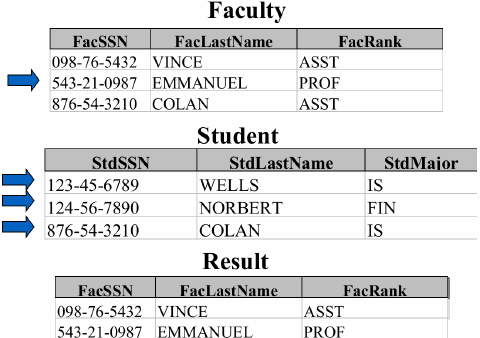 Faculty
FacSSN FacLastName FacRank
098-76-5432 VINCE ASST
543-21-0987 EMMANUEL PROF
876-54-3210 COLAN ASST
Student
StdSSN StdLastName StdMajor
123-45-6789 WELLS IS
124-56-7890 NORBERT FIN
876-54-3210 COLAN IS
Result
FacSSN FacLastName FacRank
098-76-5432 VINCE ASST
543-21-0987 EMMANUEL PROF